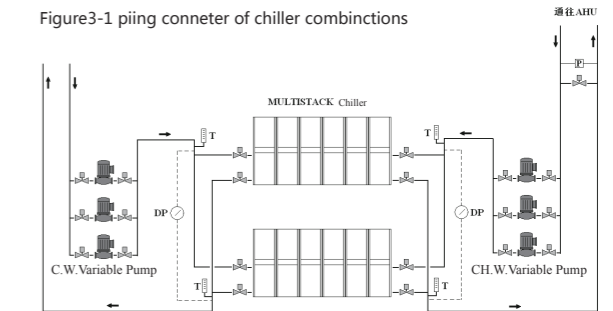 Figure3-1 piing conneter of chiller combinctions
通往AHU
P
MULTISTACK Chiller
T
T
DP
DP
C.W.Variable Pump
CH.W.Variable Pump
T
T